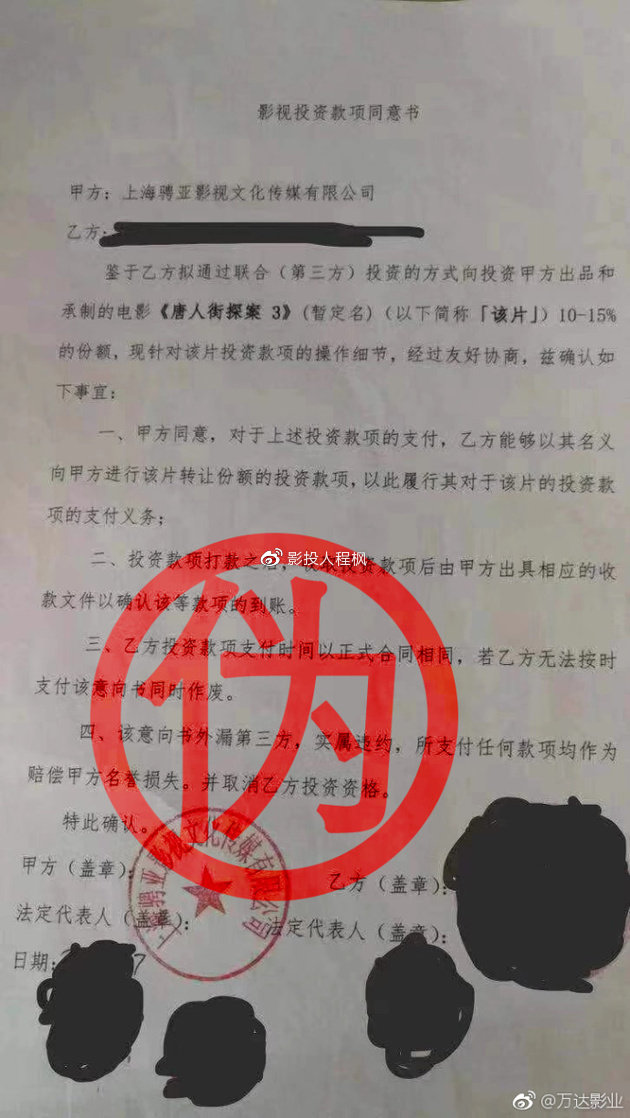 影视投资款项同意书
甲方：上海骋亚影视文化传媒有限公司
乙方：
鉴于乙方拟通过联合（第三方）投资的方式向投资甲方出品和
承制的电影《唐人街探案 3》（暂定名）（以下简称「该片」）10-15%
的份额，现针对该片投资款项的操作细节，经过友好协商，兹确认如
下事宜：
一、甲方同意，对于上述投资款项的支付，乙方能够以其名义
向甲方进行该片转让份额的投资款项，以此履行其对于该片的投资款
项的支付义务；
影投人程枫
二、投资款项打款之后，投资款项后由甲方出具相应的收
款文件以确认该等款项的到账。
三、乙方投资款项支付时间以正式合同相同，若乙方无法按时
支付该意向书同时作废。
伪
四、该意向书外漏第三方，实属违约，所支付任何款项均作为
赔偿甲方名誉损失。并取消乙方投资资格。
特此确认。
甲方（盖章）：
乙方（盖章）：
上海骋亚影视文化传媒有限公司
法定代表人（盖章）：
法定代表人（盖章）：
日期：
@万达影业